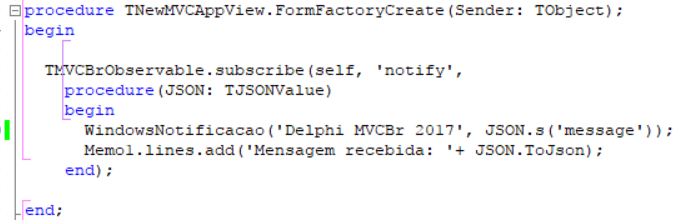 procedure TNewMVCAppView.FormFactoryCreate(Sender: TObject);
begin
TMVCBrObservable.subscribe(self, 'notify',
procedure(JSON: TJSONValue)
begin
WindowsNotificacao('Delphi MVCBr 2017', JSON.s('message'));
Memo1.lines.add('Mensagem recebida: '+ JSON.ToJson);
end);
end;